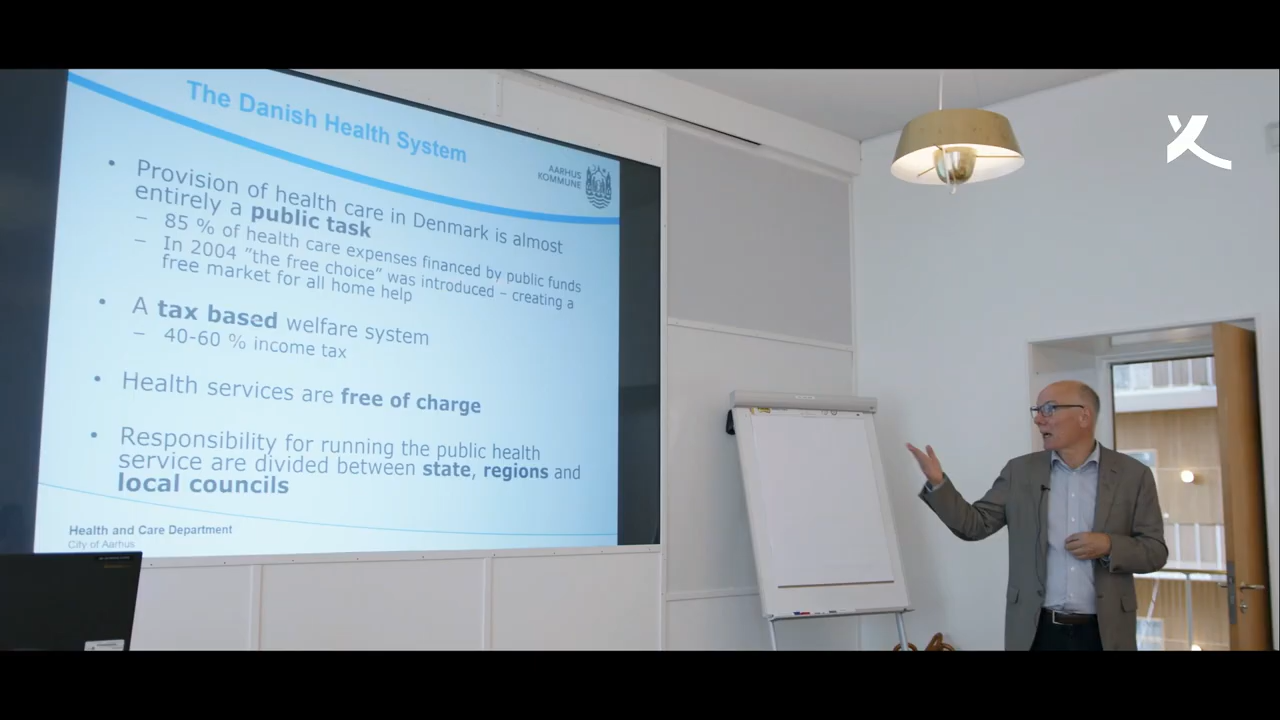 The Danish Health System
AARHUS
KOMMUNE
• Provision of health care in Denmark is almost
entirely a public task
– 85 % of health care expenses financed by public funds
– In 2004 ”the free choice” was introduced – creating a
free market for all home help
• A tax based welfare system
– 40-60 % income tax
• Health services are free of charge
• Responsibility for running the public health
service are divided between state, regions and
local councils
Health and Care Department
City of Aarhus